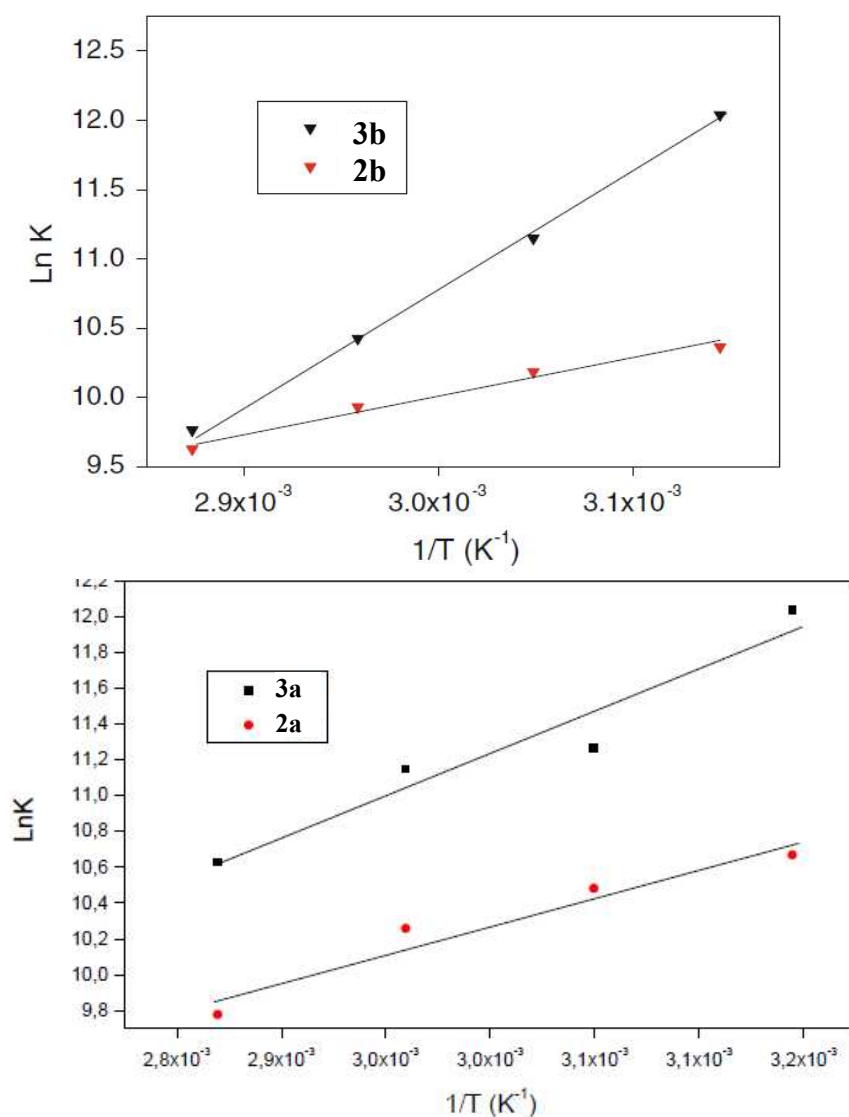 12.5
12.0
11.5
11.0
10.5
10.0
9.5
Ln K
3b
2b
2.9x10⁻³
3.0x10⁻³
3.1x10⁻³
1/T (K⁻¹)
12,2
12,0
11,8
11,6
11,4
11,2
11,0
10,8
10,6
10,4
10,2
10,0
9,8
LnK
3a
2a
2,8x10⁻³
2,9x10⁻³
3,0x10⁻³
3,0x10⁻³
3,1x10⁻³
3,1x10⁻³
3,2x10⁻³
1/T (K⁻¹)